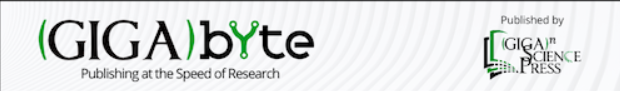 (GIGA)byte
Publishing at the Speed of Research
Published by
(GIGA)ⁿ
SCIENCE
PRESS